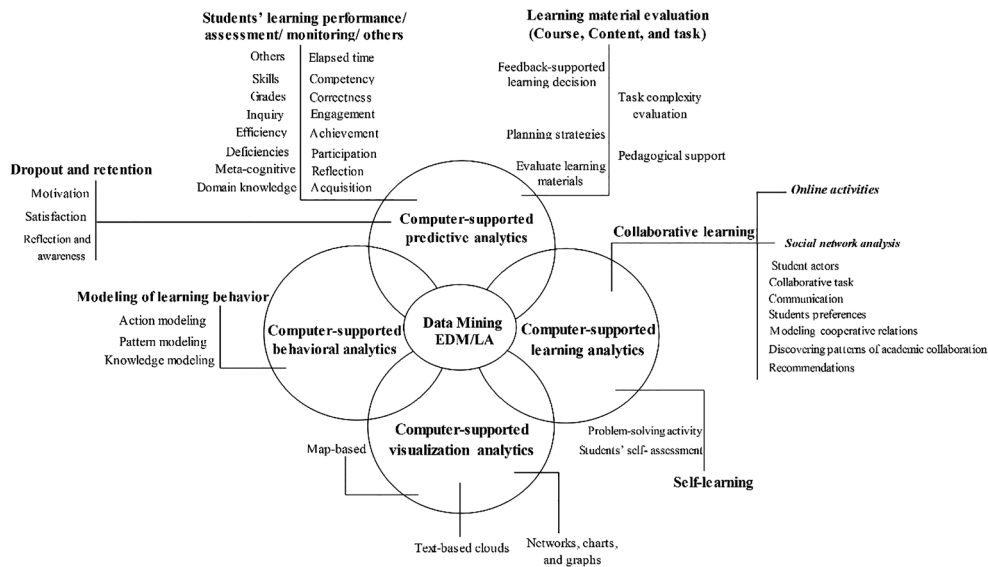 Students' learning performance/
assessment/ monitoring/ others
Others
Elapsed time
Skills
Competency
Grades
Correctness
Inquiry
Engagement
Efficiency
Achievement
Deficiencies
Participation
Meta-cognitive
Reflection
Domain knowledge
Acquisition
Learning material evaluation
(Course, Content, and task)
Feedback-supported
learning decision
Task complexity
evaluation
Planning strategies
Pedagogical support
Evaluate learning
materials
Dropout and retention
Motivation
Satisfaction
Reflection and
awareness
Computer-supported
predictive analytics
Collaborative learning
Online activities
Social network analysis
Student actors
Collaborative task
Communication
Students preferences
Modeling cooperative relations
Discovering patterns of academic collaboration
Recommendations
Modeling of learning behavior
Action modeling
Pattern modeling
Knowledge modeling
Computer-supported
behavioral analytics
Data Mining
EDM/LA
Computer-supported
learning analytics
Computer-supported
visualization analytics
Map-based
Text-based clouds
Networks, charts,
and graphs
Problem-solving activity
Students' self- assessment
Self-learning